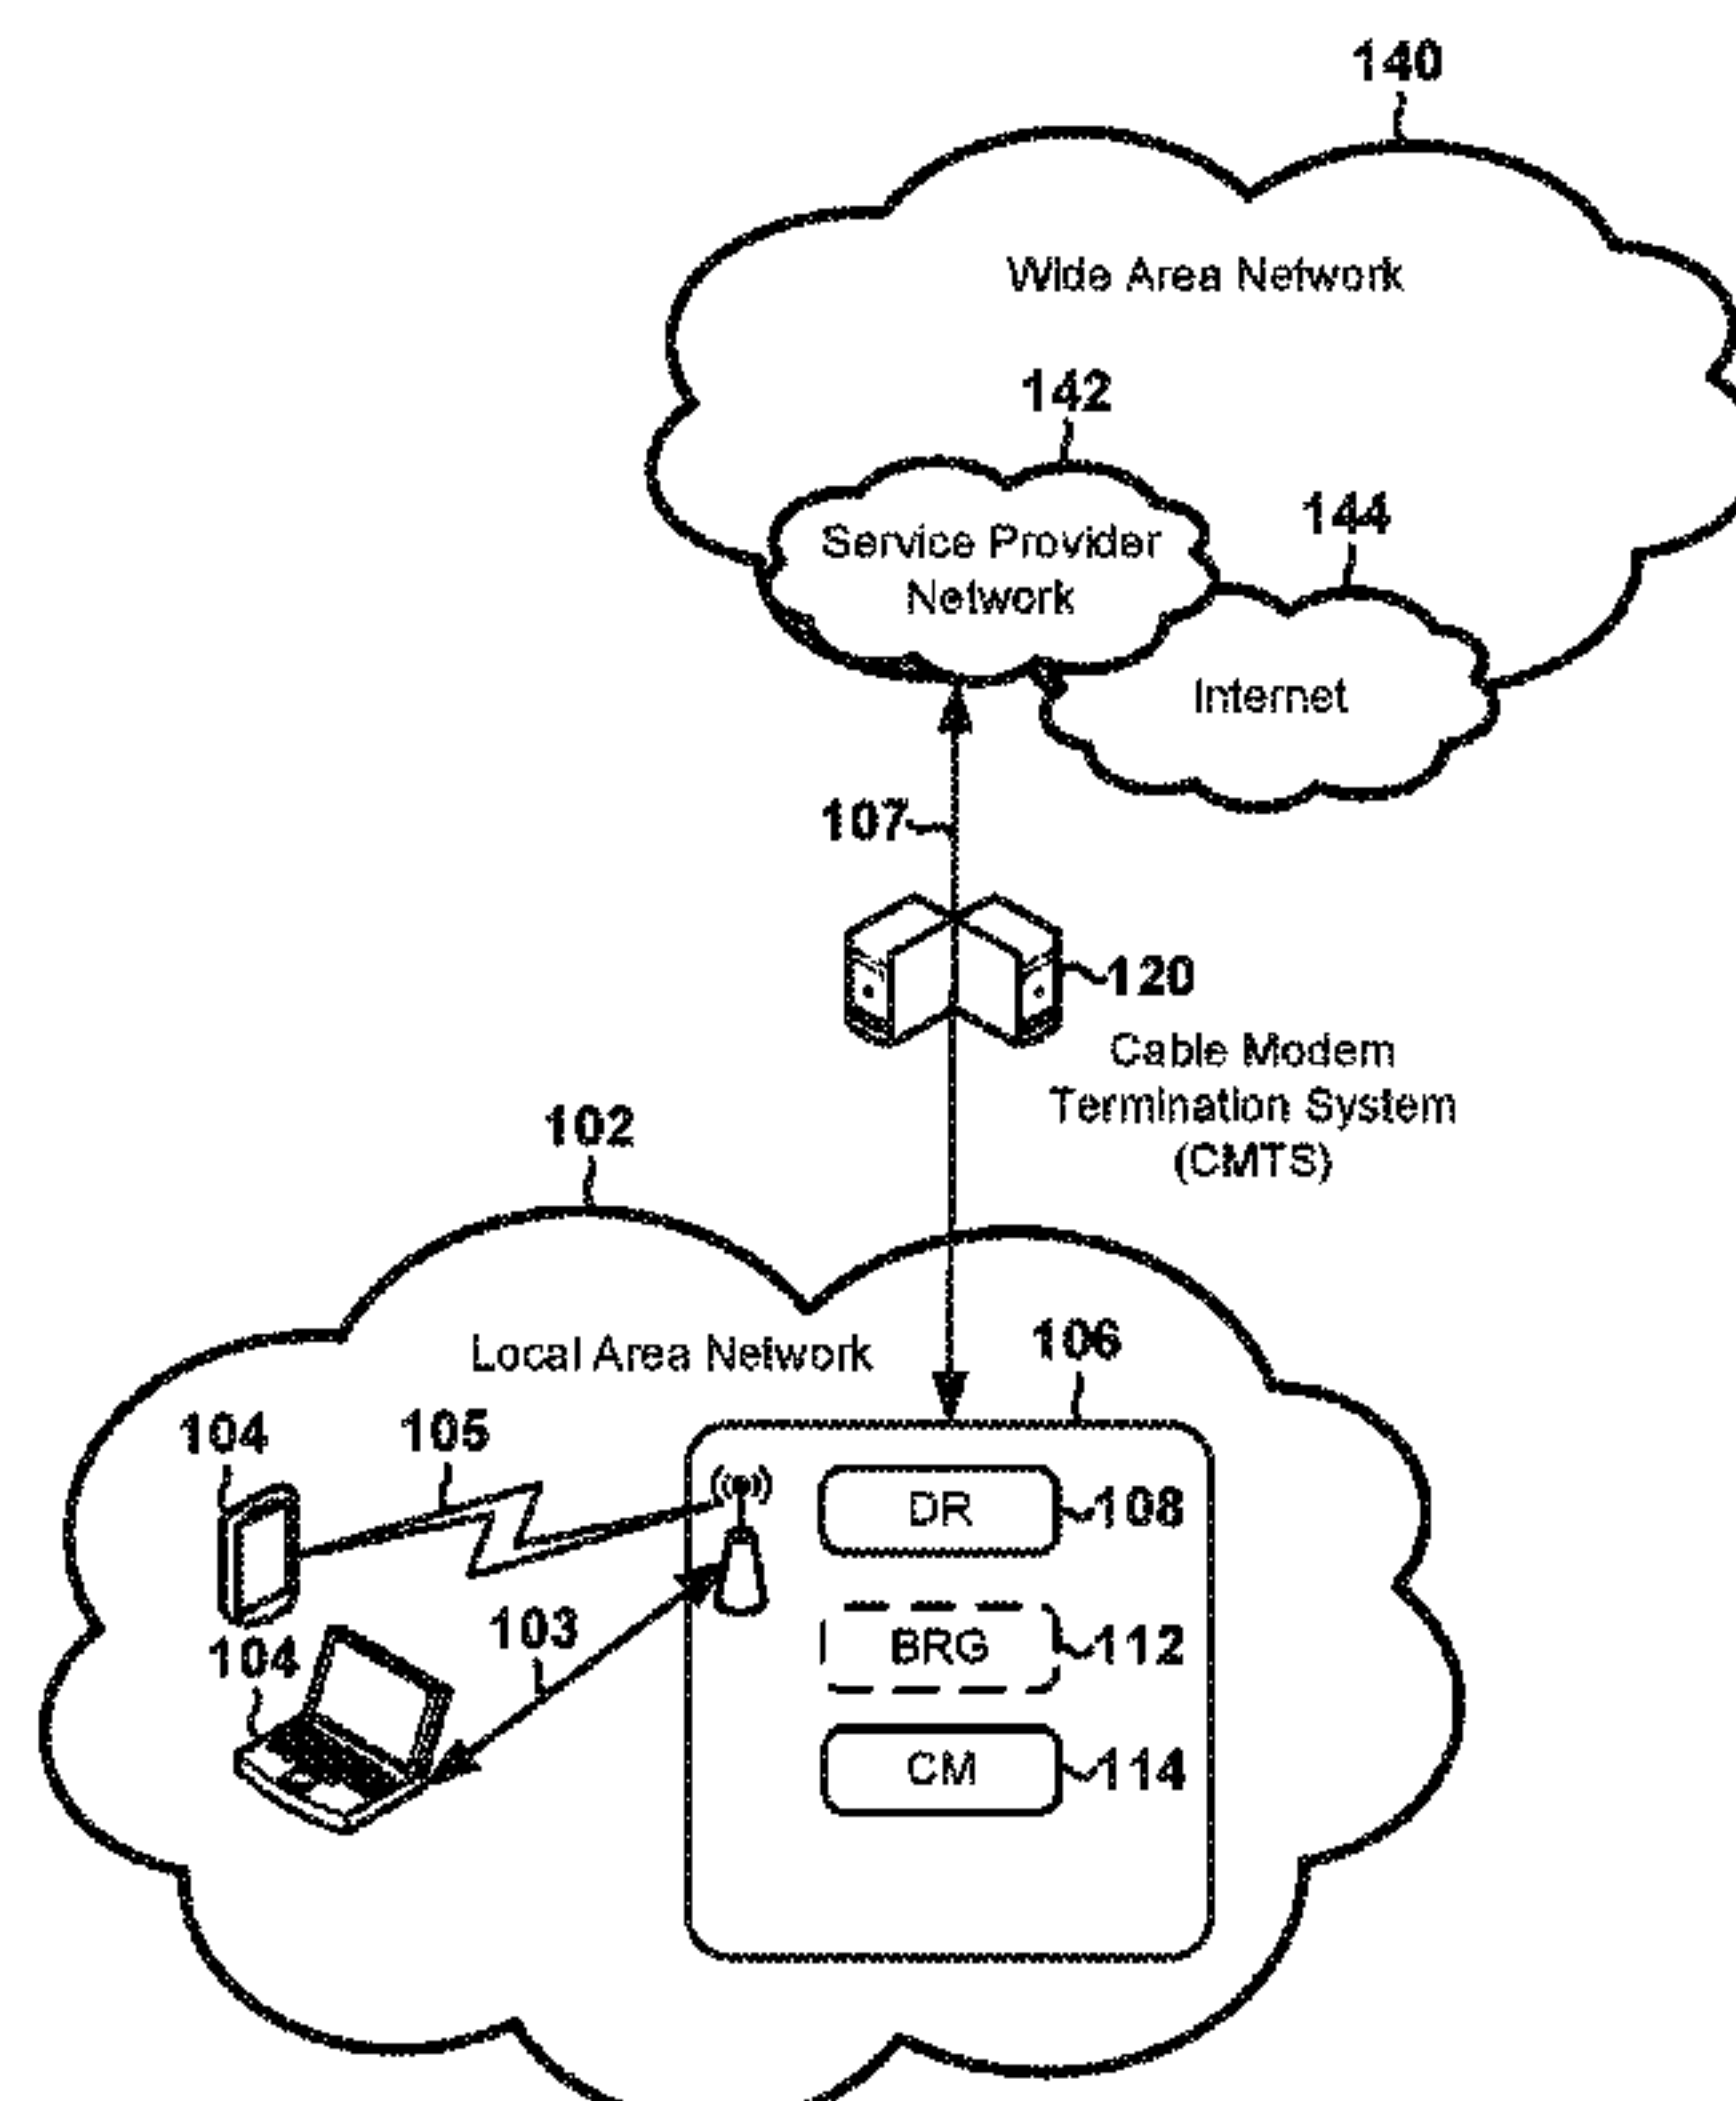 140
Wide Area Network
142
144
Service Provider
Network
Internet
107
120
Cable Modem
Termination System
(CMTS)
102
Local Area Network
106
104
105
DR
108
103
104
BRG
112
CM
114